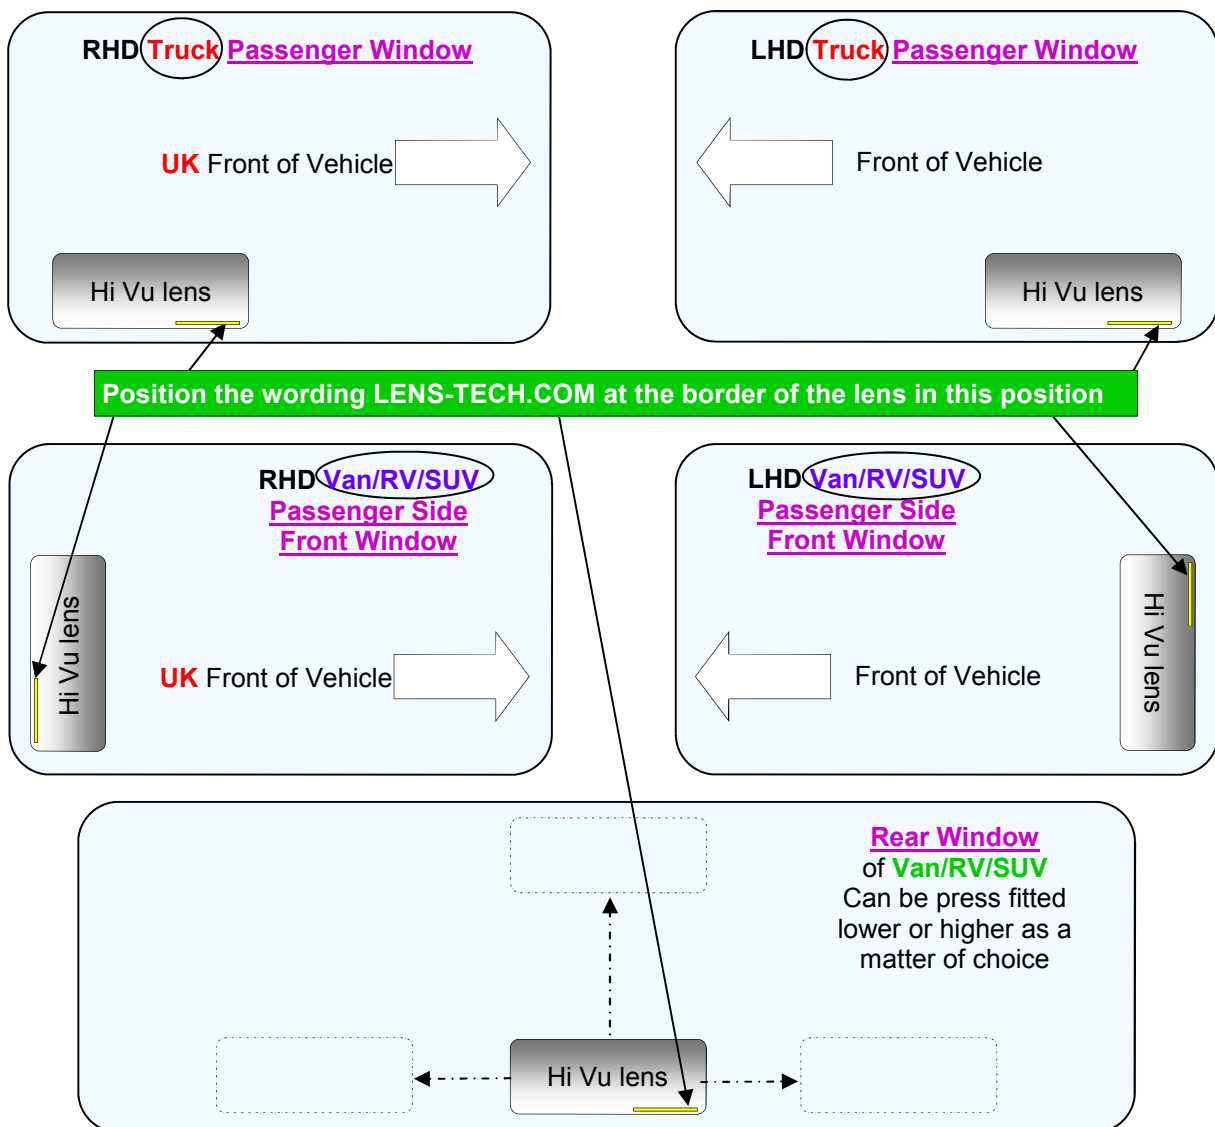 RHD Truck Passenger Window
UK Front of Vehicle
Hi Vu lens
LHD Truck Passenger Window
Front of Vehicle
Hi Vu lens
Position the wording LENS-TECH.COM at the border of the lens in this position
RHD Van/RV/SUV
Passenger Side
Front Window
Hi Vu lens
UK Front of Vehicle
LHD Van/RV/SUV
Passenger Side
Front Window
Front of Vehicle
Hi Vu lens
Rear Window
of Van/RV/SUV
Can be press fitted
lower or higher as a
matter of choice
Hi Vu lens